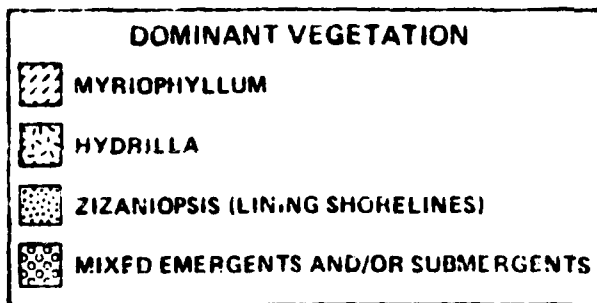 DOMINANT VEGETATION
MYRIOPHYLLUM
HYDRILLA
ZIZANIOPSIS (LINING SHORELINES)
MIXED EMERGENTS AND/OR SUBMERGENTS